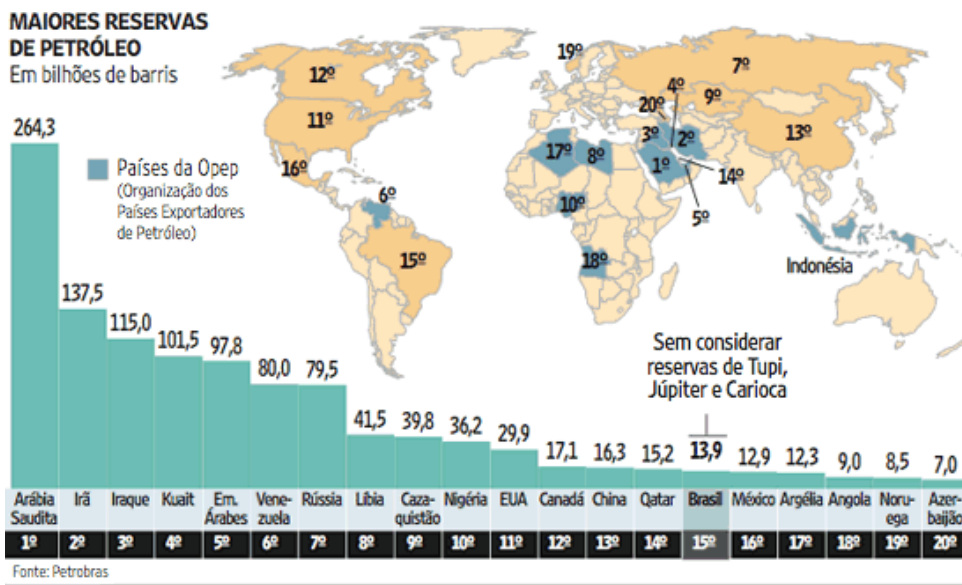 MAIORES RESERVAS
DE PETRÓLEO
Em bilhões de barris
Países da Opep
(Organização dos
Países Exportadores
de Petróleo)
19º
12º
7º
4º
9º
20º
11º
3º
2º
13º
17º
8º
1º
14º
16º
6º
10º
5º
15º
18º
Indonésia
Sem considerar
reservas de Tupi,
Júpiter e Carioca
264,3 137,5 115,0 101,5 97,8 80,0 79,5 41,5 39,8 36,2 29,9 17,1 16,3 15,2 13,9 12,9 12,3 9,0 8,5 7,0
Arábia Saudita Irã Iraque Kuait Em. Árabes Vene-zuela Rússia Líbia Caza-quistão Nigéria EUA Canadá China Qatar Brasil México Argélia Angola Noru-ega Azer-baijão
1º 2º 3º 4º 5º 6º 7º 8º 9º 10º 11º 12º 13º 14º 15º 16º 17º 18º 19º 20º
Fonte: Petrobras